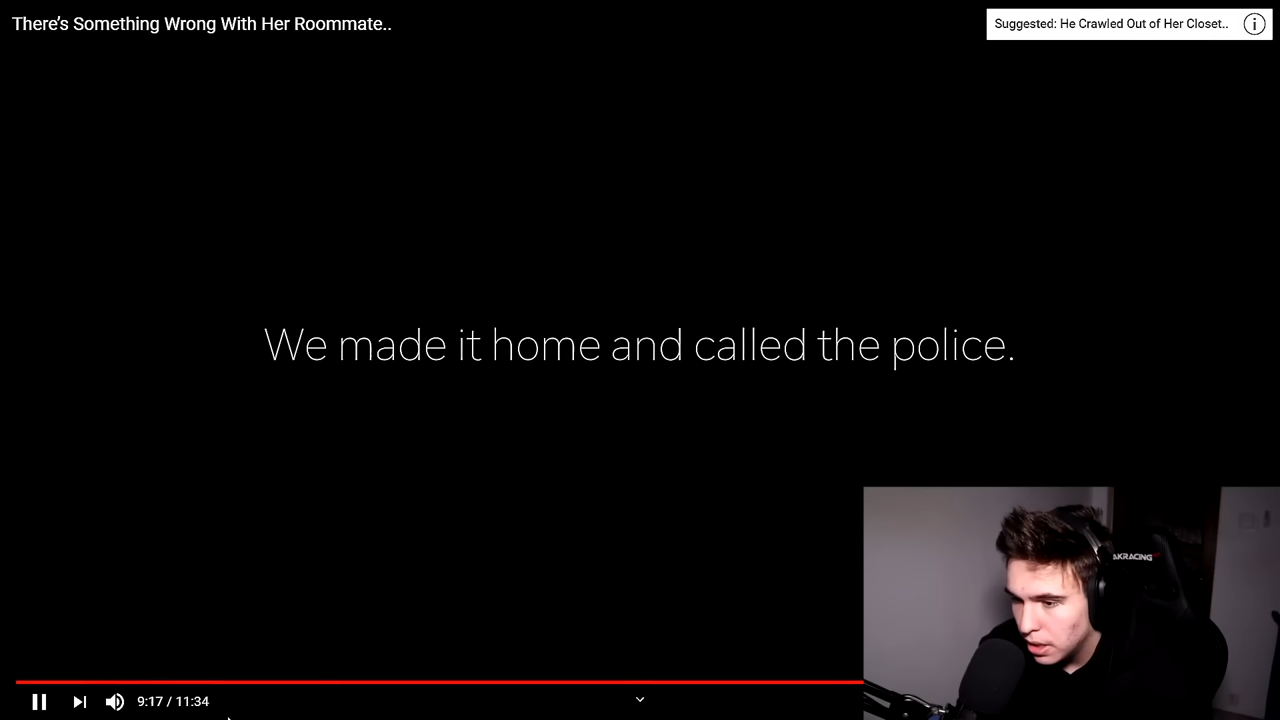 There’s Something Wrong With Her Roommate..
Suggested: He Crawled Out of Her Closet..
We made it home and called the police.
AKRACING
9:17 / 11:34